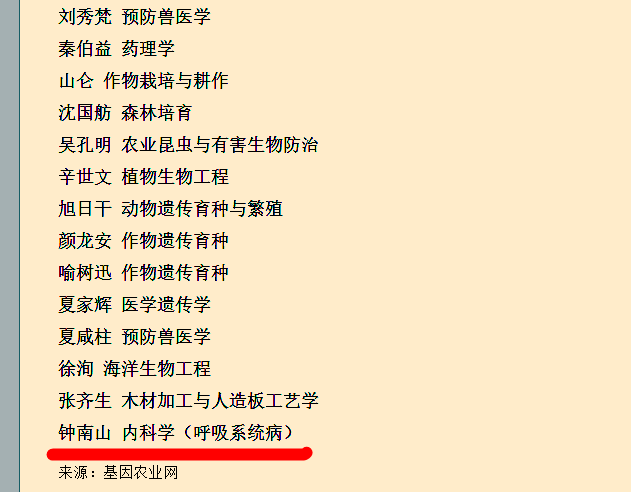 刘秀梵 预防兽医学
秦伯益 药理学
山仑 作物栽培与耕作
沈国舫 森林培育
吴孔明 农业昆虫与有害生物防治
辛世文 植物生物工程
旭日干 动物遗传育种与繁殖
颜龙安 作物遗传育种
喻树迅 作物遗传育种
夏家辉 医学遗传学
夏咸柱 预防兽医学
徐洵 海洋生物工程
张齐生 木材加工与人造板工艺学
钟南山 内科学（呼吸系统病）
来源：基因农业网